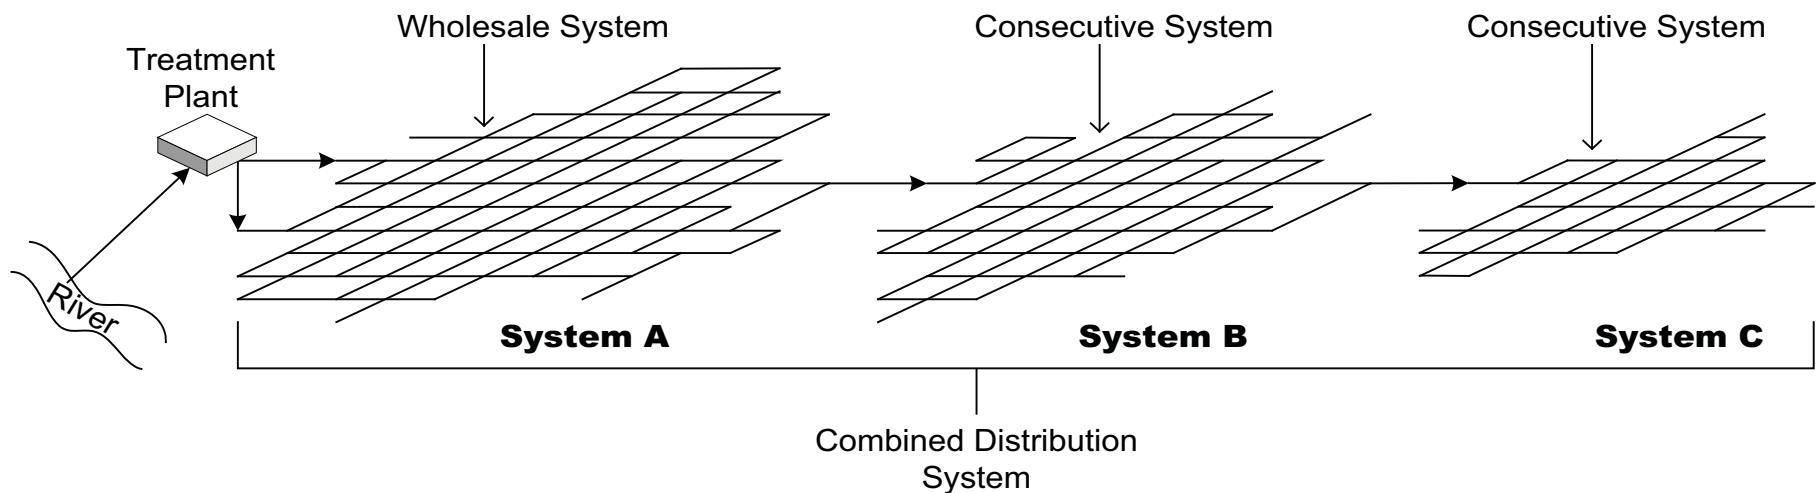 Wholesale System
Consecutive System
Consecutive System
Treatment
Plant
River
System A
System B
System C
Combined Distribution
System